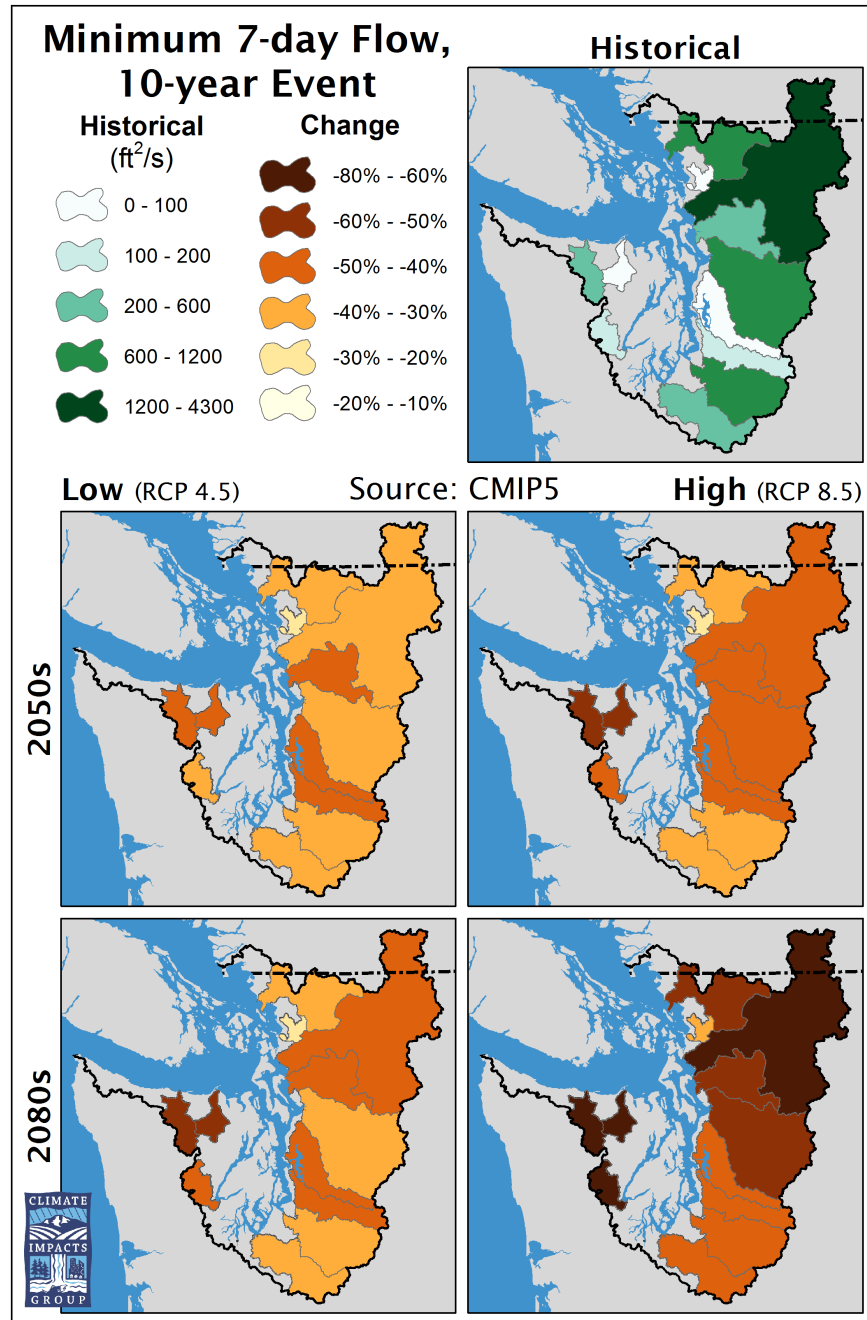 Minimum 7-day Flow,
10-year Event
Historical
(ft²/s)
0 - 100
100 - 200
200 - 600
600 - 1200
1200 - 4300
Change
-80% - -60%
-60% - -50%
-50% - -40%
-40% - -30%
-30% - -20%
-20% - -10%
Historical
Low (RCP 4.5)
Source: CMIP5
High (RCP 8.5)
2050s
2080s
CLIMATE
IMPACTS
GROUP